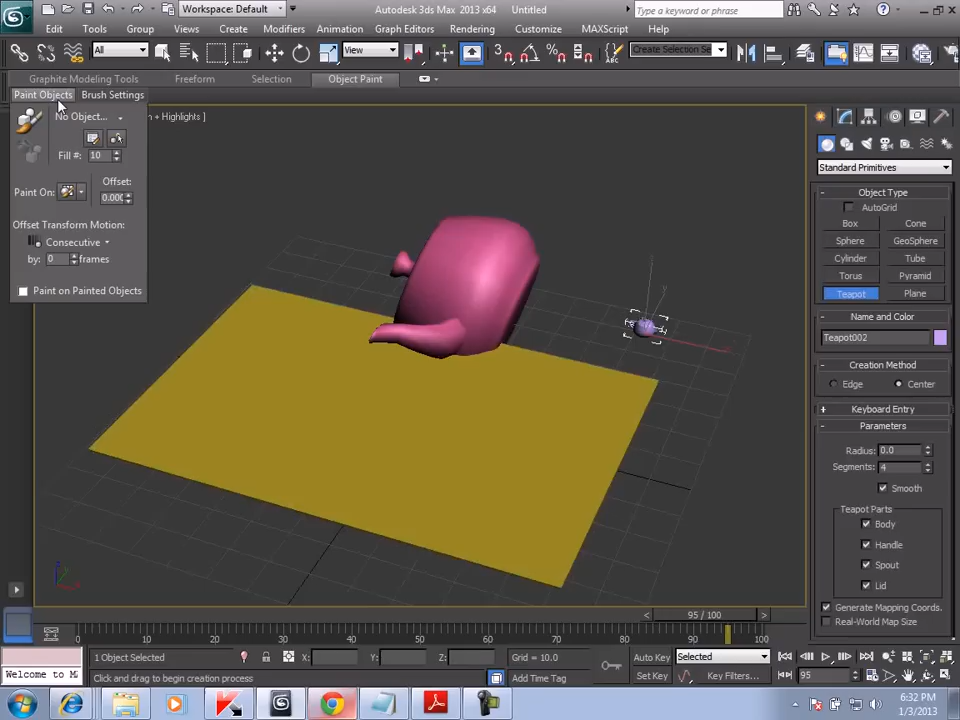 Workspace: Default
Autodesk 3ds Max 2013 x64
Untitled
Type a keyword or phrase
Edit
Tools
Group
Views
Create
Modifiers
Animation
Graph Editors
Rendering
Customize
MAXScript
Help
All
View
3
Create Selection Se
Graphite Modeling Tools
Freeform
Selection
Object Paint
Paint Objects
Brush Settings
n + Highlights ]
No Object...
Fill #: 10
Paint On:
Offset:
0.000
Offset Transform Motion:
Consecutive
by: 0 frames
Paint on Painted Objects
Standard Primitives
Object Type
AutoGrid
Box
Cone
Sphere
GeoSphere
Cylinder
Tube
Torus
Pyramid
Teapot
Plane
Name and Color
Teapot002
Creation Method
Edge
Center
Keyboard Entry
Parameters
Radius: 0.0
Segments: 4
Smooth
Teapot Parts
Body
Handle
Spout
Lid
Generate Mapping Coords.
Real-World Map Size
95 / 100
0 10 20 30 40 50 60 70 80 90 100
1 Object Selected
X:
Y:
Z:
Grid = 10.0
Auto Key
Selected
Welcome to M
Click and drag to begin creation process
Add Time Tag
Set Key
Key Filters...
95
6:32 PM
1/3/2013